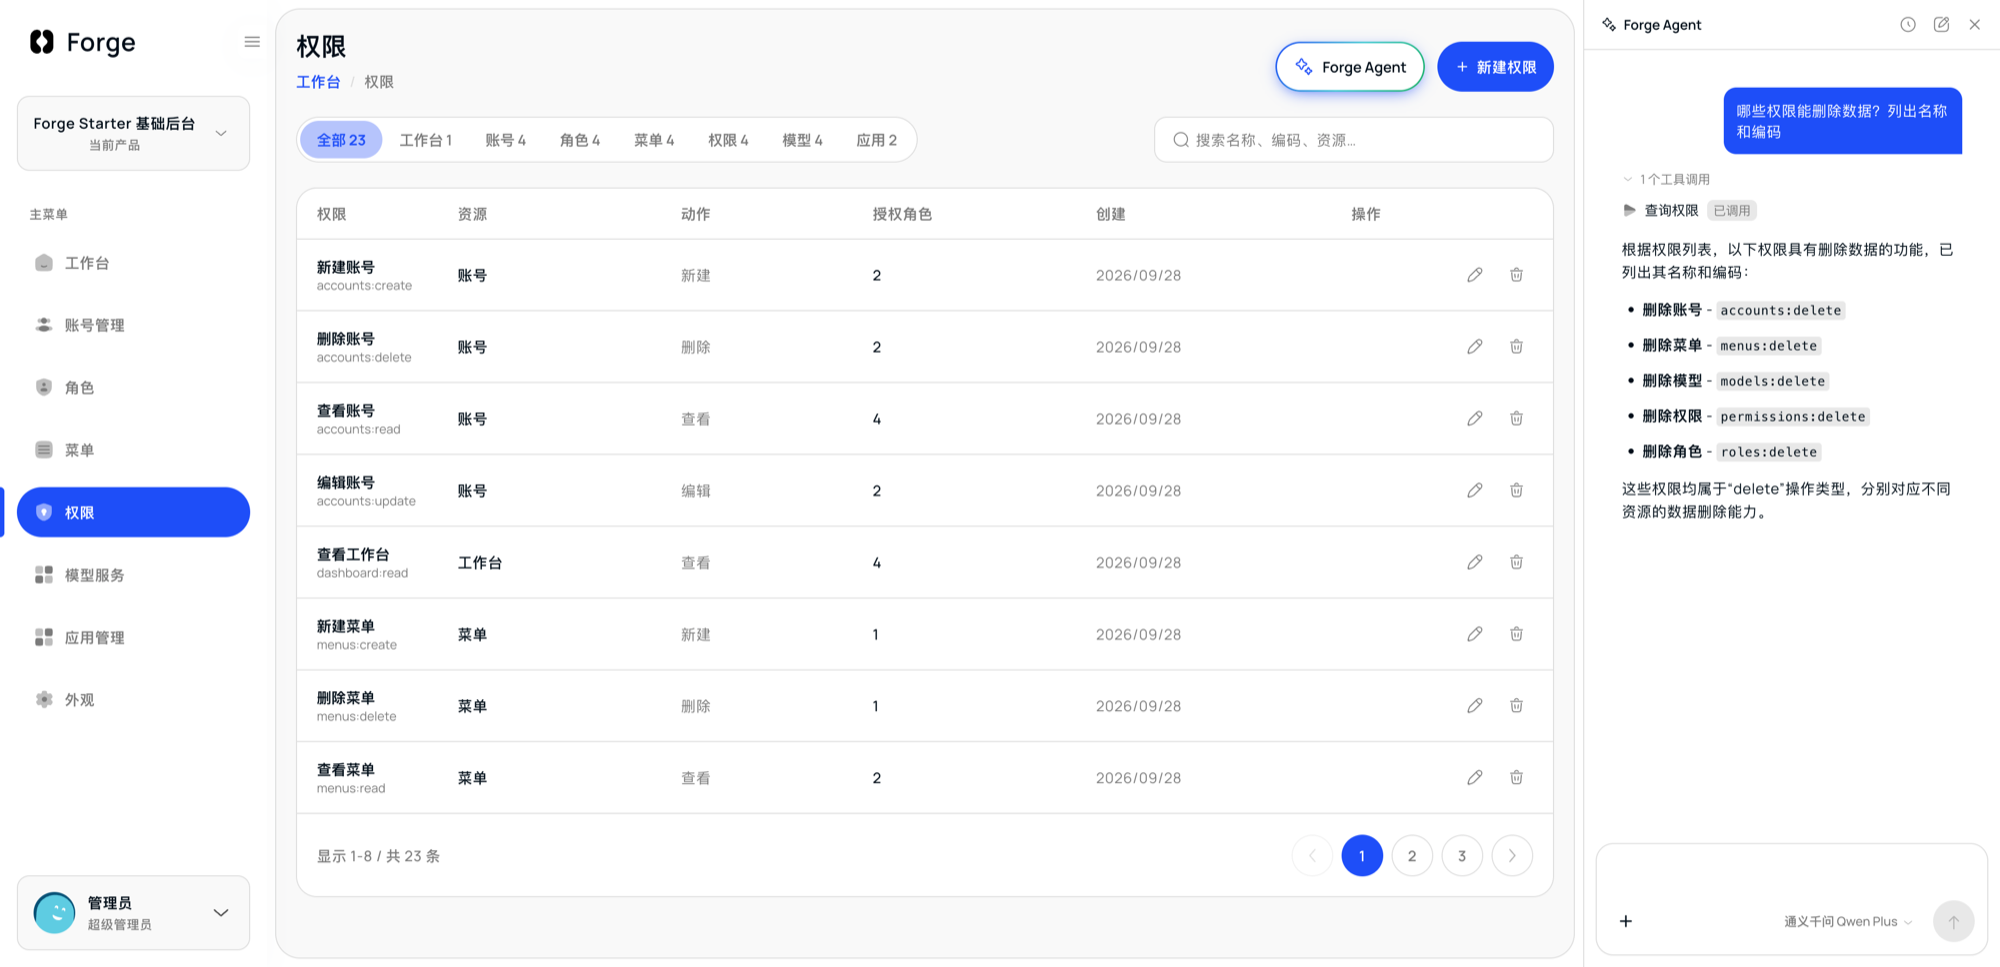 Forge
Forge Starter 基础后台
当前产品
主菜单
工作台
账号管理
角色
菜单
权限
模型服务
应用管理
外观
管理员
超级管理员
权限
工作台 / 权限
Forge Agent
+ 新建权限
全部 23
工作台 1
账号 4
角色 4
菜单 4
权限 4
模型 4
应用 2
搜索名称、编码、资源...
权限 资源 动作 授权角色 创建 操作
新建账号
accounts:create
账号 新建 2 2026/09/28
删除账号
accounts:delete
账号 删除 2 2026/09/28
查看账号
accounts:read
账号 查看 4 2026/09/28
编辑账号
accounts:update
账号 编辑 2 2026/09/28
查看工作台
dashboard:read
工作台 查看 4 2026/09/28
新建菜单
menus:create
菜单 新建 1 2026/09/28
删除菜单
menus:delete
菜单 删除 1 2026/09/28
查看菜单
menus:read
菜单 查看 2 2026/09/28
显示 1-8 / 共 23 条
1 2 3
Forge Agent
哪些权限能删除数据？列出名称
和编码
1 个工具调用
查询权限 已调用
根据权限列表，以下权限具有删除数据的功能，已
列出其名称和编码：
• 删除账号 - accounts:delete
• 删除菜单 - menus:delete
• 删除模型 - models:delete
• 删除权限 - permissions:delete
• 删除角色 - roles:delete
这些权限均属于“delete”操作类型，分别对应不同
资源的数据删除能力。
通义千问 Qwen Plus